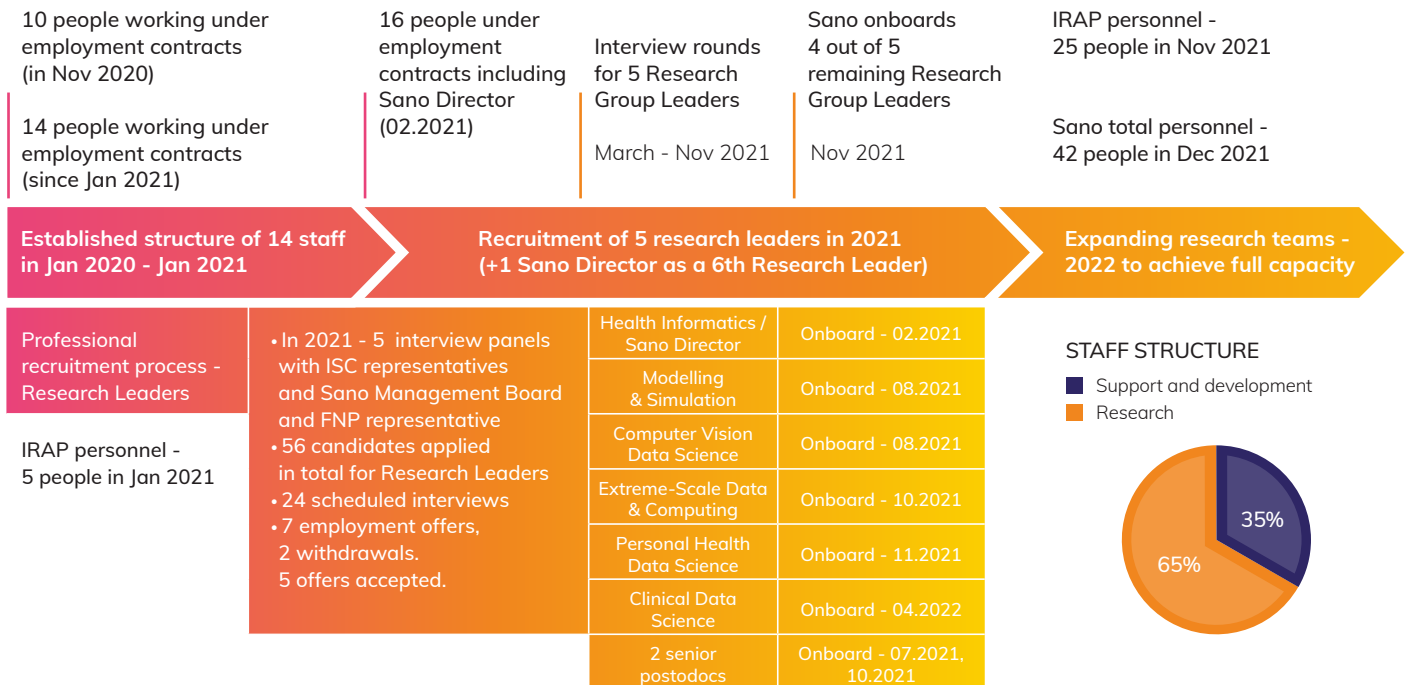 10 people working under
employment contracts
(in Nov 2020)
14 people working under
employment contracts
(since Jan 2021)
16 people under
employment
contracts including
Sano Director
(02.2021)
Interview rounds
for 5 Research
Group Leaders
March - Nov 2021
Sano onboards
4 out of 5
remaining Research
Group Leaders
Nov 2021
IRAP personnel -
25 people in Nov 2021
Sano total personnel -
42 people in Dec 2021
Established structure of 14 staff
in Jan 2020 - Jan 2021
Recruitment of 5 research leaders in 2021
(+1 Sano Director as a 6th Research Leader)
Expanding research teams -
2022 to achieve full capacity
Professional
recruitment process -
Research Leaders
IRAP personnel -
5 people in Jan 2021
• In 2021 - 5 interview panels
with ISC representatives
and Sano Management Board
and FNP representative
• 56 candidates applied
in total for Research Leaders
• 24 scheduled interviews
• 7 employment offers,
2 withdrawals.
5 offers accepted.
Health Informatics /
Sano Director
Onboard - 02.2021
Modelling
& Simulation
Onboard - 08.2021
Computer Vision
Data Science
Onboard - 08.2021
Extreme-Scale Data
& Computing
Onboard - 10.2021
Personal Health
Data Science
Onboard - 11.2021
Clinical Data
Science
Onboard - 04.2022
2 senior
postodocs
Onboard - 07.2021,
10.2021
STAFF STRUCTURE
Support and development
Research
35%
65%